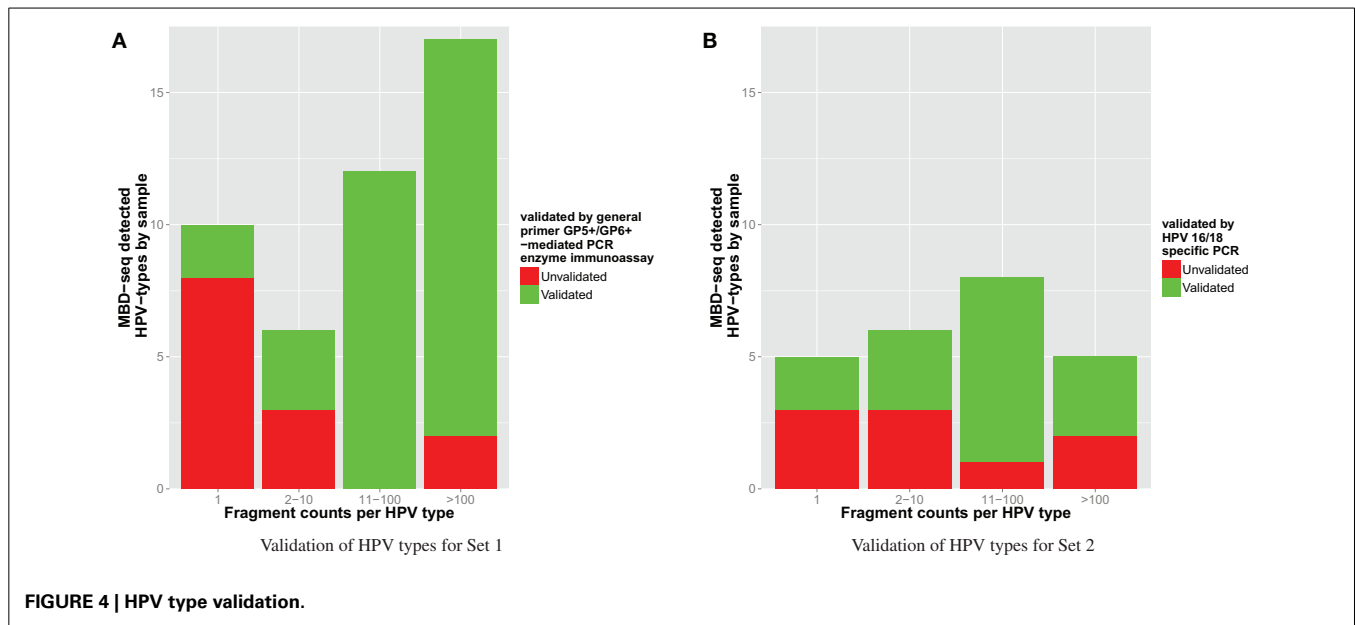 A
MBD−seq detected
HPV−types by sample
15
10
5
0
1
2−10
11−100
>100
Fragment counts per HPV type
validated by general
primer GP5+/GP6+
−mediated PCR
enzyme immunoassay
Unvalidated
Validated
Validation of HPV types for Set 1
B
MBD−seq detected
HPV−types by sample
15
10
5
0
1
2−10
11−100
>100
Fragment counts per HPV type
validated by
HPV 16/18
specific PCR
Unvalidated
Validated
Validation of HPV types for Set 2
FIGURE 4 | HPV type validation.